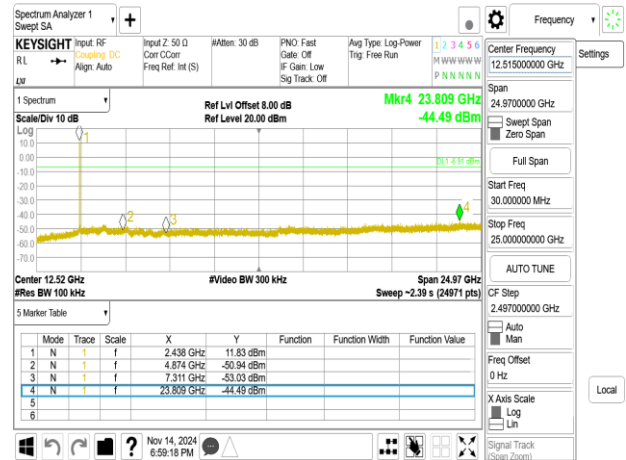 Spectrum Analyzer 1
Swept SA
Frequency
KEYSIGHT
RL
Input: RF
Coupling: DC
Align: Auto
Input Z: 50 Ω
Corr CCorr
Freq Ref: Int (S)
#Atten: 30 dB
PNO: Fast
Gate: Off
IF Gain: Low
Sig Track: Off
Avg Type: Log-Power
Trig: Free Run
1 2 3 4 5 6
M W W W W W
P N N N N N
1 Spectrum
Scale/Div 10 dB
Ref Lvl Offset 8.00 dB
Ref Level 20.00 dBm
Mkr4 23.809 GHz
-44.49 dBm
Log
10.0
0.00
-10.0
-20.0
-30.0
-40.0
-50.0
-60.0
-70.0
1
2
3
4
Center 12.52 GHz
#Res BW 100 kHz
#Video BW 300 kHz
Span 24.97 GHz
Sweep ~2.39 s (24971 pts)
5 Marker Table
Mode Trace Scale X Y Function Function Width Function Value
1 N 1 f 2.438 GHz 11.83 dBm
2 N 1 f 4.874 GHz -50.94 dBm
3 N 1 f 7.311 GHz -53.03 dBm
4 N 1 f 23.809 GHz -44.49 dBm
5
6
Nov 14, 2024
6:59:18 PM
Center Frequency
12.515000000 GHz
Span
24.9700000 GHz
Swept Span
Zero Span
Full Span
Start Freq
30.000000 MHz
Stop Freq
25.000000000 GHz
AUTO TUNE
CF Step
2.497000000 GHz
Auto
Man
Freq Offset
0 Hz
X Axis Scale
Log
Lin
Signal Track
(Span Zoom)
Settings
Local